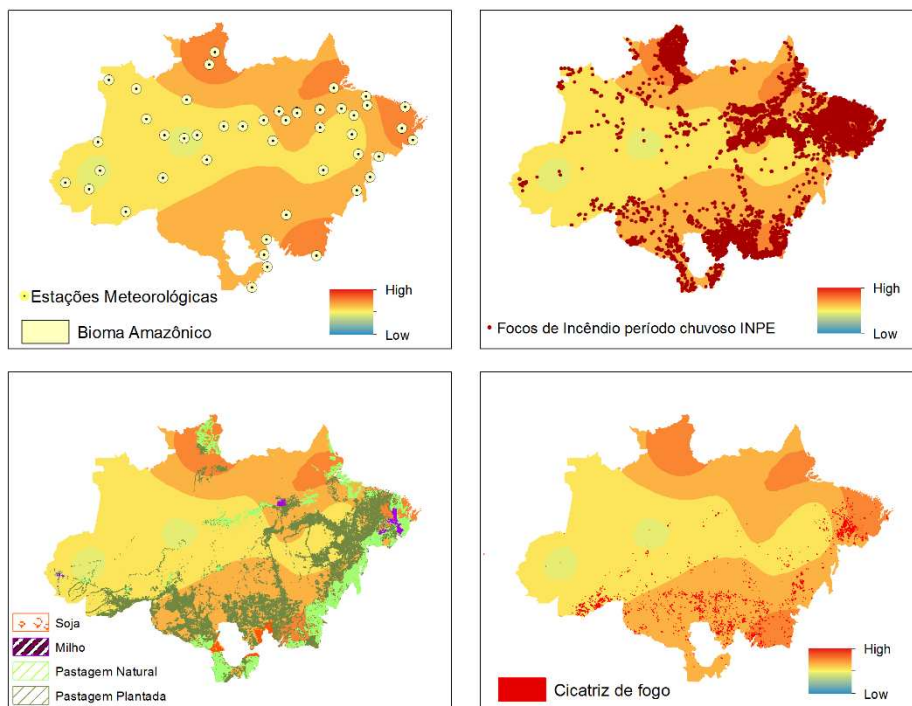 Estações Meteorológicas
Bioma Amazônico
High
Low
Focos de Incêndio período chuvoso INPE
High
Low
Soja
Milho
Pastagem Natural
Pastagem Plantada
Cicatriz de fogo
High
Low